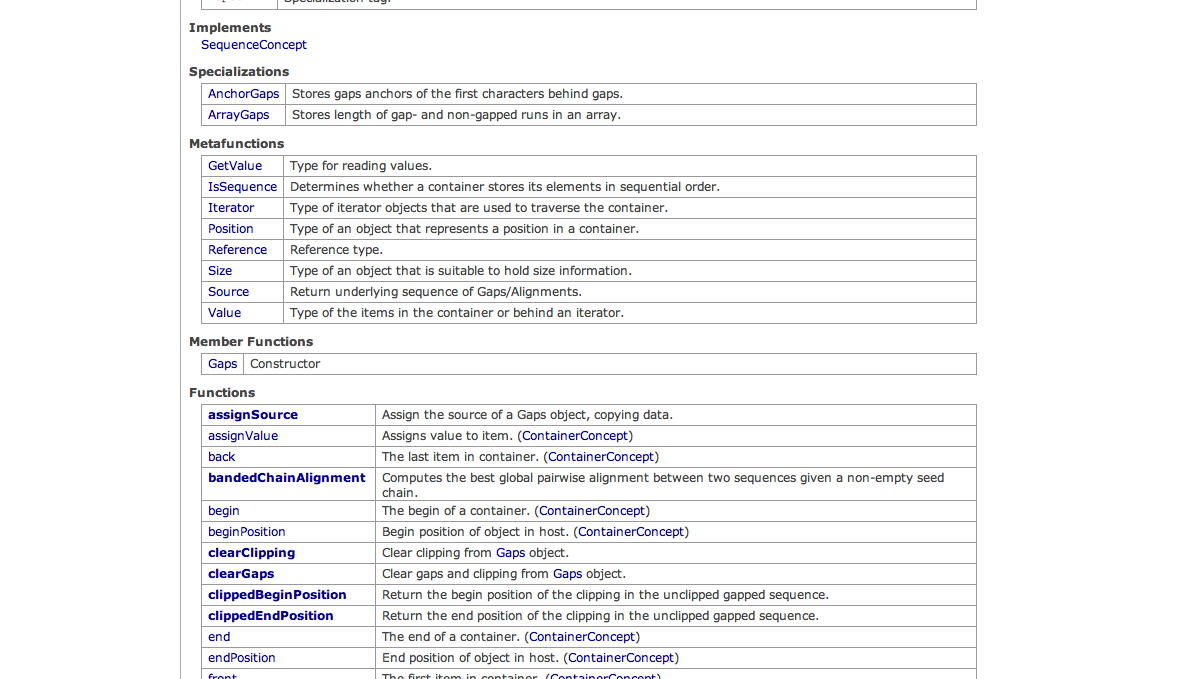 Specialization tag.
Implements
SequenceConcept
Specializations
AnchorGaps Stores gaps anchors of the first characters behind gaps.
ArrayGaps Stores length of gap- and non-gapped runs in an array.
Metafunctions
GetValue Type for reading values.
IsSequence Determines whether a container stores its elements in sequential order.
Iterator Type of iterator objects that are used to traverse the container.
Position Type of an object that represents a position in a container.
Reference Reference type.
Size Type of an object that is suitable to hold size information.
Source Return underlying sequence of Gaps/Alignments.
Value Type of the items in the container or behind an iterator.
Member Functions
Gaps Constructor
Functions
assignSource Assign the source of a Gaps object, copying data.
assignValue Assigns value to item. (ContainerConcept)
back The last item in container. (ContainerConcept)
bandedChainAlignment Computes the best global pairwise alignment between two sequences given a non-empty seed
chain.
begin The begin of a container. (ContainerConcept)
beginPosition Begin position of object in host. (ContainerConcept)
clearClipping Clear clipping from Gaps object.
clearGaps Clear gaps and clipping from Gaps object.
clippedBeginPosition Return the begin position of the clipping in the unclipped gapped sequence.
clippedEndPosition Return the end position of the clipping in the unclipped gapped sequence.
end The end of a container. (ContainerConcept)
endPosition End position of object in host. (ContainerConcept)
front The first item in container. (ContainerConcept)